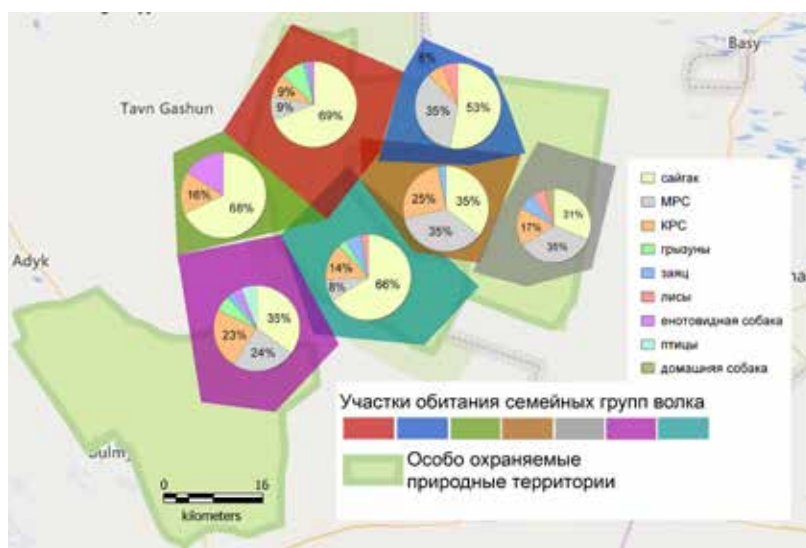 Basy
Tavn Gashun
6%
9%
9%
69%
35%
53%
16%
68%
25%
35%
35%
31%
17%
35%
14%
8%
66%
35%
23%
24%
Adyk
сайгак
МРС
КРС
грызуны
заяц
лисы
енотовидная собака
птицы
домашняя собака
Участки обитания семейных групп волка
Особо охраняемые
природные территории
0 16
kilometers